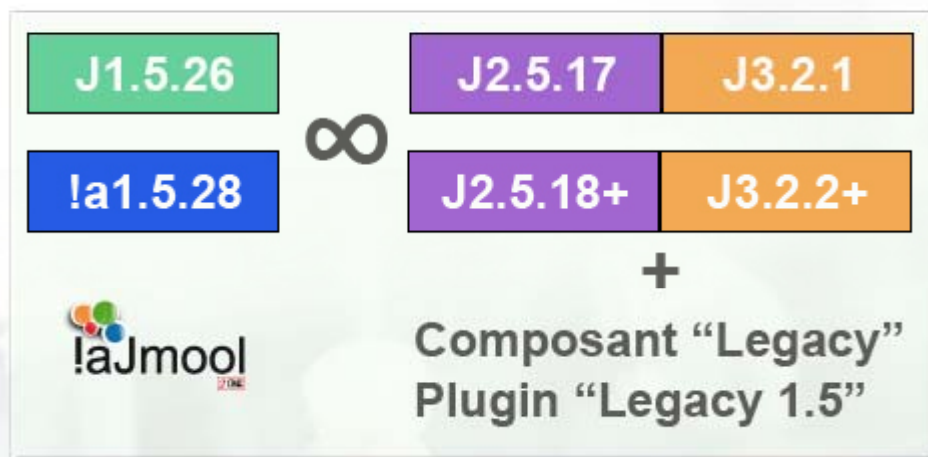 J1.5.26 J2.5.17 J3.2.1
∞
!a1.5.28 J2.5.18+ J3.2.2+
+
!aJmool
Composant “Legacy”
Plugin “Legacy 1.5”